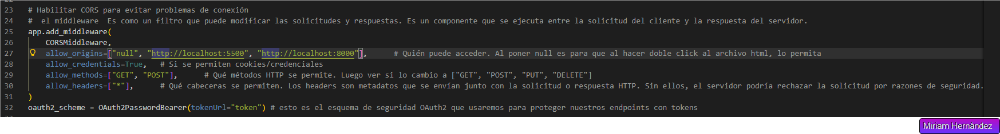 23 # Habilitar CORS para evitar problemas de conexión
24 #  el middleware  Es como un filtro que puede modificar las solicitudes y respuestas. Es un componente que se ejecuta entre la solicitud del cliente y la respuesta del servidor.
25 app.add_middleware(
26     CORSMiddleware,
27     allow_origins=["null", "http://localhost:5500", "http://localhost:8000"],      # Quién puede acceder. Al poner null es para que al hacer doble click al archivo html, lo permita
28     allow_credentials=True,   # Si se permiten cookies/credenciales
29     allow_methods=["GET", "POST"],      # Qué métodos HTTP se permite. Luego ver si lo cambio a ["GET", "POST", "PUT", "DELETE"]
30     allow_headers=["*"],      # Qué cabeceras se permiten. Los headers son metadatos que se envían junto con la solicitud o respuesta HTTP. Sin ellos, el servidor podría rechazar la solicitud por razones de seguridad.
31 )
32 oauth2_scheme = OAuth2PasswordBearer(tokenUrl="token") # esto es el esquema de seguridad OAuth2 que usaremos para proteger nuestros endpoints con tokens
Miriam Hernández